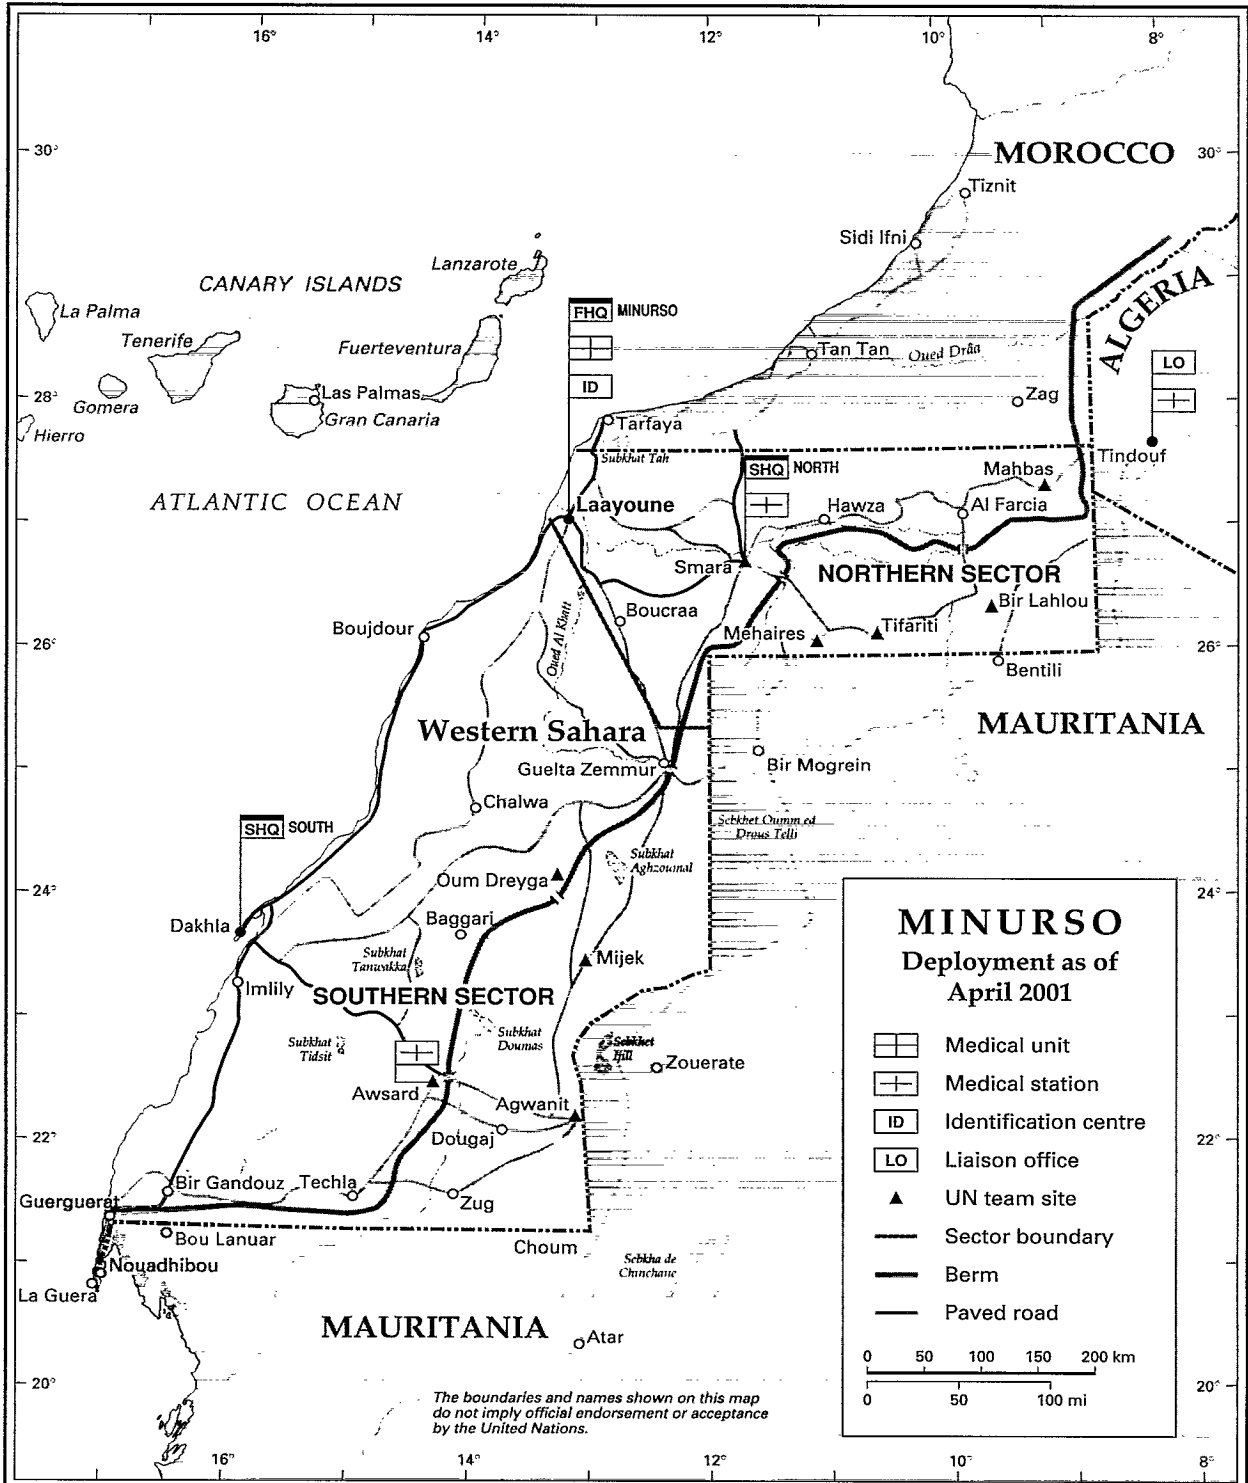 16°
14°
12°
10°
8°
30°
MOROCCO
30°
Tiznit
Sidi Ifni
CANARY ISLANDS
Lanzarote
La Palma
FHQ MINURSO
ALGERIA
Tenerife
Fuerteventura
Tan Tan
Oued Drâa
LO
28°
Gomera
Las Palmas
ID
Zag
Gran Canaria
Hierro
Tarfaya
Subkhat Tah
Tindouf
SHQ NORTH
Mahbas
ATLANTIC OCEAN
Laayoune
Hawza
Al Farcia
Smara
NORTHERN SECTOR
Boucraa
Bir Lahlou
Boujdour
Oued Al Khatt
Mehaires
Tifariti
26°
26°
Bentili
Western Sahara
MAURITANIA
Guelta Zemmur
Bir Mogrein
Chalwa
SHQ SOUTH
Sebkhet Oumm ed
Drous Telli
Subkhat
Aghzoumal
Oum Dreyga
24°
24°
Baggari
Dakhla
Subkhat
Tanwakka
Mijek
Imlily
SOUTHERN SECTOR
Subkhat
Tidsit
Subkhat
Doumas
Sebkhet
Ijill
Zouerate
Awsard
Agwanit
Dougaj
22°
22°
Bir Gandouz
Techla
Zug
Guerguerat
Bou Lanuar
Choum
Nouadhibou
La Guera
Sebkha de
Chinchane
MAURITANIA
Atar
20°
20°
The boundaries and names shown on this map
do not imply official endorsement or acceptance
by the United Nations.
MINURSO
Deployment as of
April 2001
Medical unit
Medical station
ID Identification centre
LO Liaison office
UN team site
Sector boundary
Berm
Paved road
0 50 100 150 200 km
0 50 100 mi
16°
14°
12°
10°